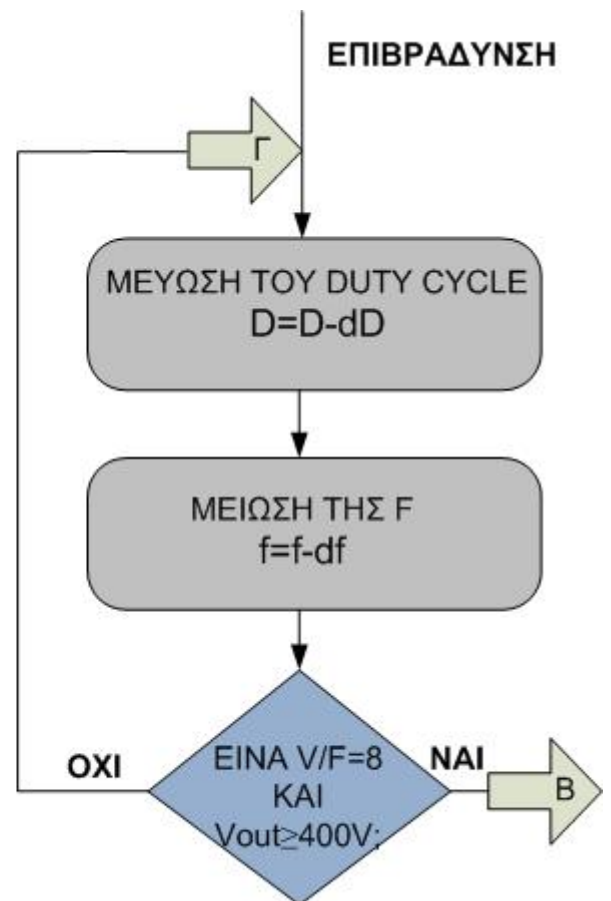 ΕΠΙΒΡΑΔΥΝΣΗ
Γ
ΜΕΥΩΣΗ ΤΟΥ DUTY CYCLE
D=D-dD
ΜΕΙΩΣΗ ΤΗΣ F
f=f-df
ΟΧΙ
ΕΙΝΑ V/F=8
ΚΑΙ
Vout≥400V;
ΝΑΙ
Β